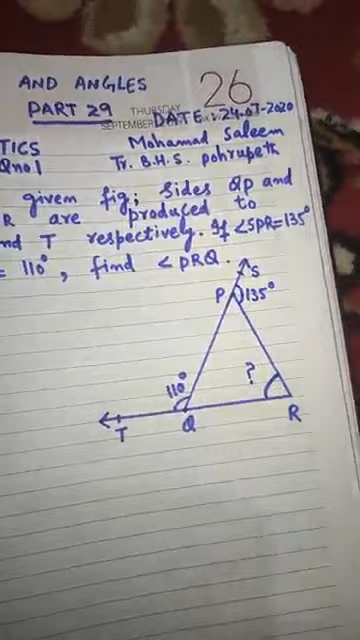 AND ANGLES
PART 29
THURSDAY
SEPTEMBER
26
DATE: 24-07-2020
TICS
Mohamad Saleem
Qno1
Tr. B.H.S. pohrupeth
given fig; Sides QP and
R are produced to
nd T respectively. If <SPR=135°
= 110°, find <PRQ.
S
P
135°
110°
?
T
Q
R